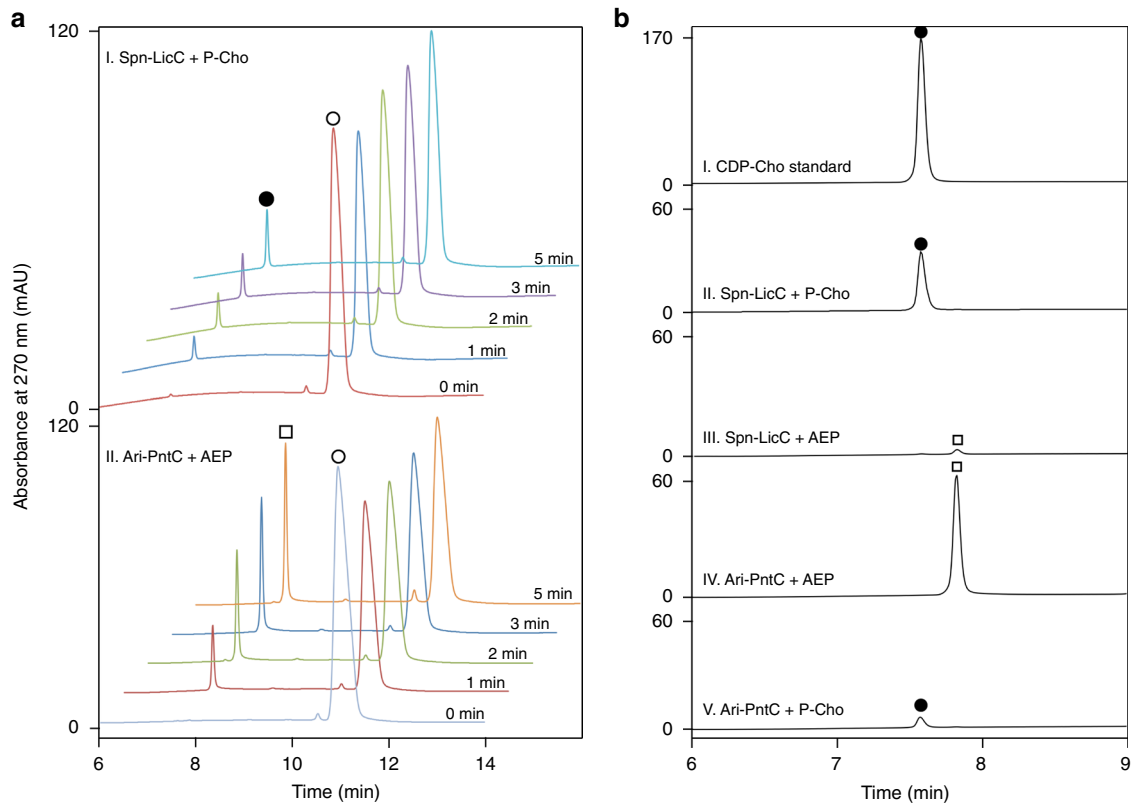 a
120
I. Spn-LicC + P-Cho
5 min
3 min
2 min
1 min
0 min
0
120
II. Ari-PntC + AEP
5 min
3 min
2 min
1 min
0 min
0
6 8 10 12 14
Time (min)
Absorbance at 270 nm (mAU)
b
170
I. CDP-Cho standard
0
60
II. Spn-LicC + P-Cho
0
60
III. Spn-LicC + AEP
0
60
IV. Ari-PntC + AEP
0
60
V. Ari-PntC + P-Cho
0
6 7 8 9
Time (min)